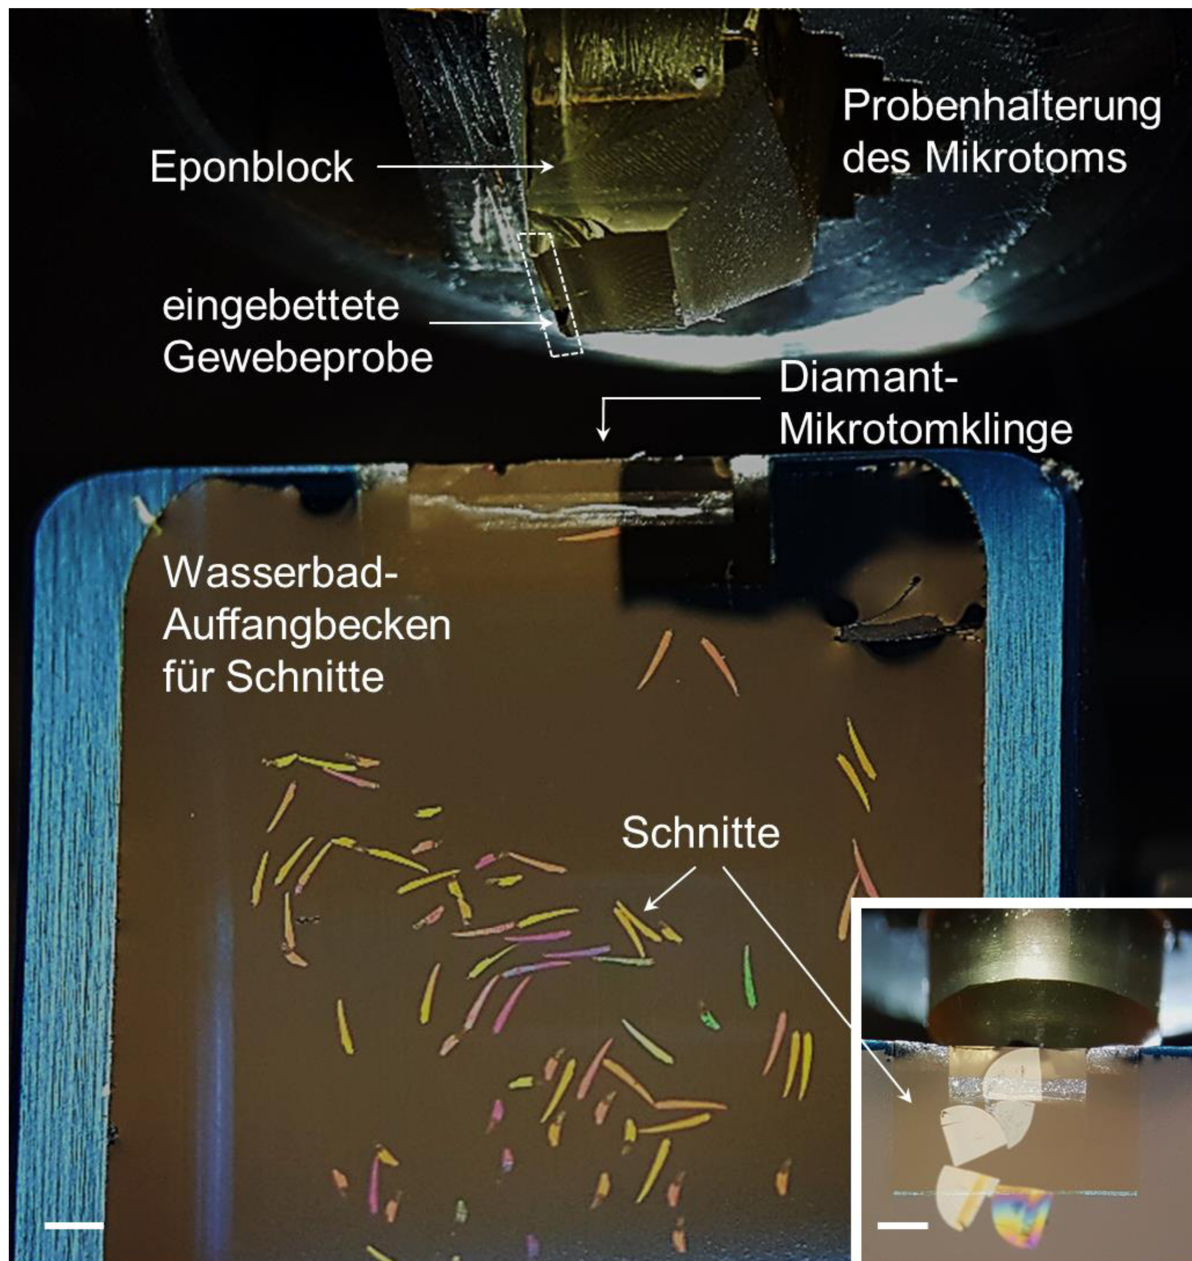 Probenhalterung
des Mikrotoms
Eponblock
eingebettete
Gewebeprobe
Diamant-
Mikrotomklinge
Wasserbad-
Auffangbecken
für Schnitte
Schnitte